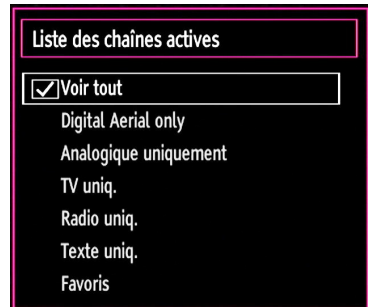 Liste des chaînes actives
Voir tout
Digital Aerial only
Analogique uniquement
TV uniq.
Radio uniq.
Texte uniq.
Favoris